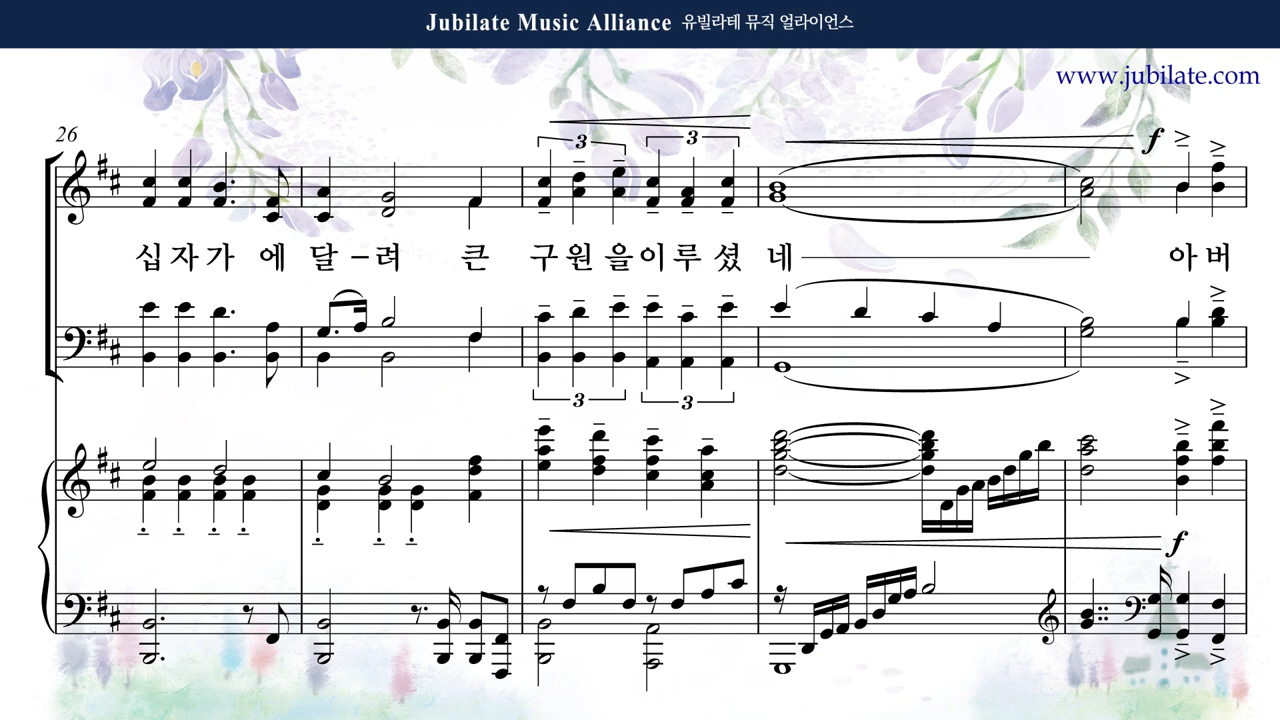 Jubilate Music Alliance 유빌라테 뮤직 얼라이언스
www.jubilate.com
26
3 3
f
십자가 에 달 – 려 큰 구원을이루셨 네 아버
3 3
f